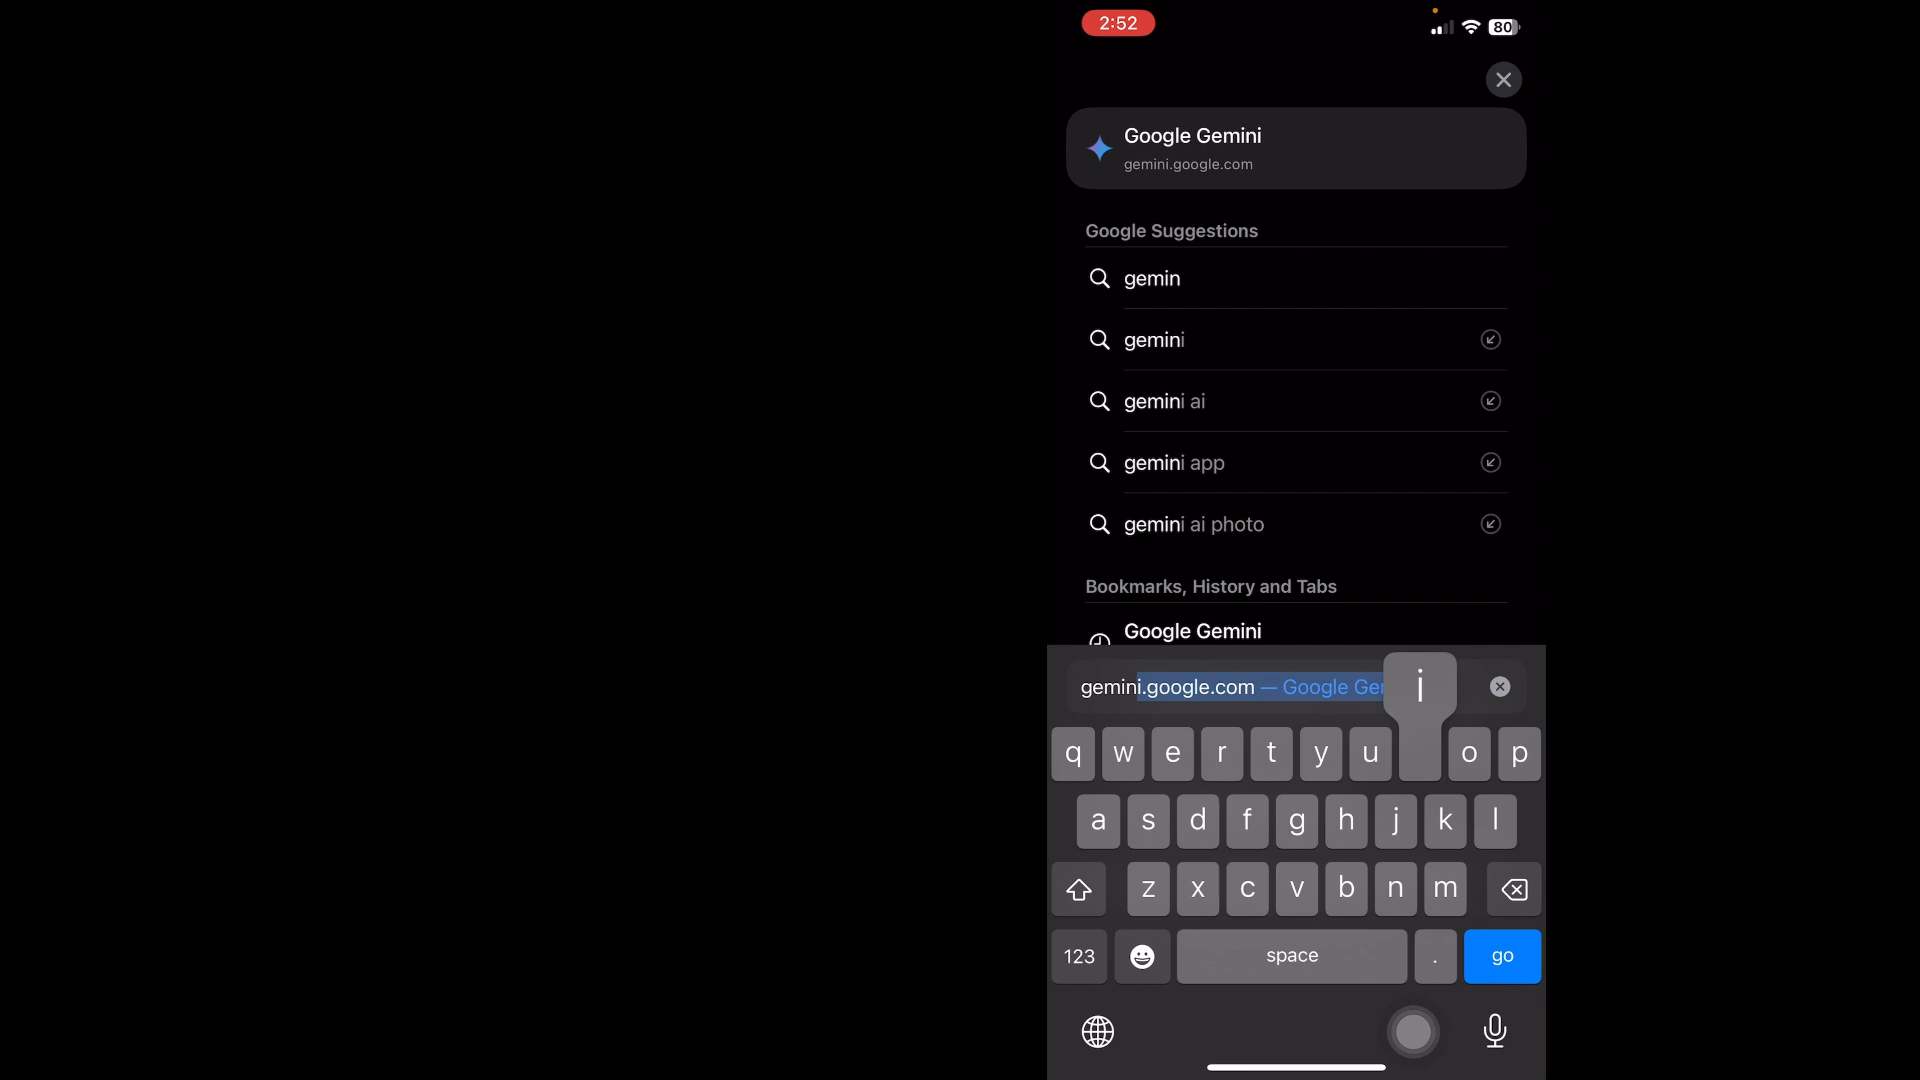 2:52
80
Google Gemini
gemini.google.com
Google Suggestions
gemin
gemini
gemini ai
gemini app
gemini ai photo
Bookmarks, History and Tabs
Google Gemini
gemini.google.com — Google Ge
i
q w e r t y u o p
a s d f g h j k l
z x c v b n m
123 space . go